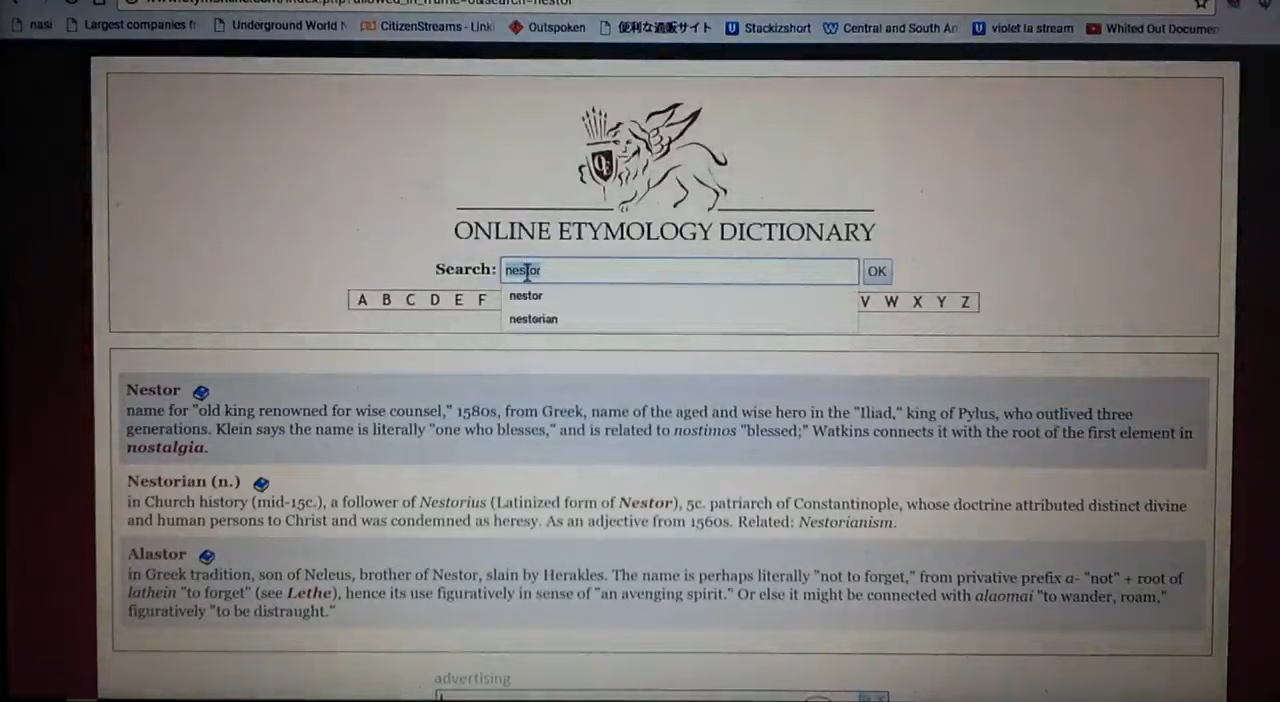 nasi Largest companies fr Underground World N CitizenStreams - Linki Outspoken 便利な通販サイト Stackizshort Central and South Am violet la stream Whited Out Documen
ONLINE ETYMOLOGY DICTIONARY
Search: nestor OK
A B C D E F V W X Y Z
nestor
nestorian
Nestor
name for "old king renowned for wise counsel," 1580s, from Greek, name of the aged and wise hero in the "Iliad," king of Pylus, who outlived three
generations. Klein says the name is literally "one who blesses," and is related to nostimos "blessed;" Watkins connects it with the root of the first element in
nostalgia.
Nestorian (n.)
in Church history (mid-15c.), a follower of Nestorius (Latinized form of Nestor), 5c. patriarch of Constantinople, whose doctrine attributed distinct divine
and human persons to Christ and was condemned as heresy. As an adjective from 1560s. Related: Nestorianism.
Alastor
in Greek tradition, son of Neleus, brother of Nestor, slain by Herakles. The name is perhaps literally "not to forget," from privative prefix a- "not" + root of
lathein "to forget" (see Lethe), hence its use figuratively in sense of "an avenging spirit." Or else it might be connected with alaomai "to wander, roam,"
figuratively "to be distraught."
advertising